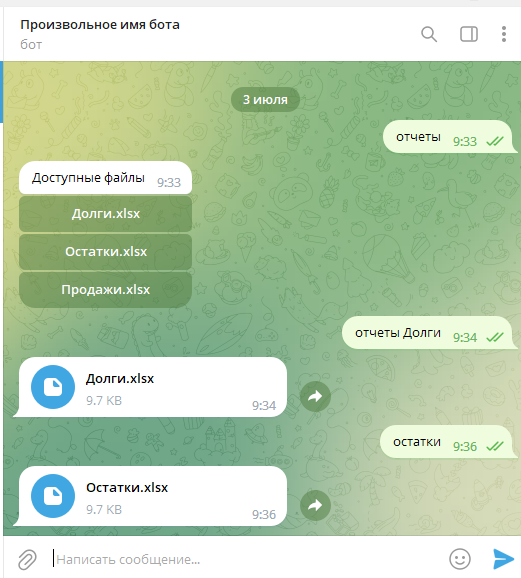 Произвольное имя бота
бот
3 июля
отчеты 9:33
Доступные файлы 9:33
Долги.xlsx
Остатки.xlsx
Продажи.xlsx
отчеты Долги 9:34
Долги.xlsx
9.7 KB 9:34
остатки 9:36
Остатки.xlsx
9.7 KB 9:36
Написать сообщение...